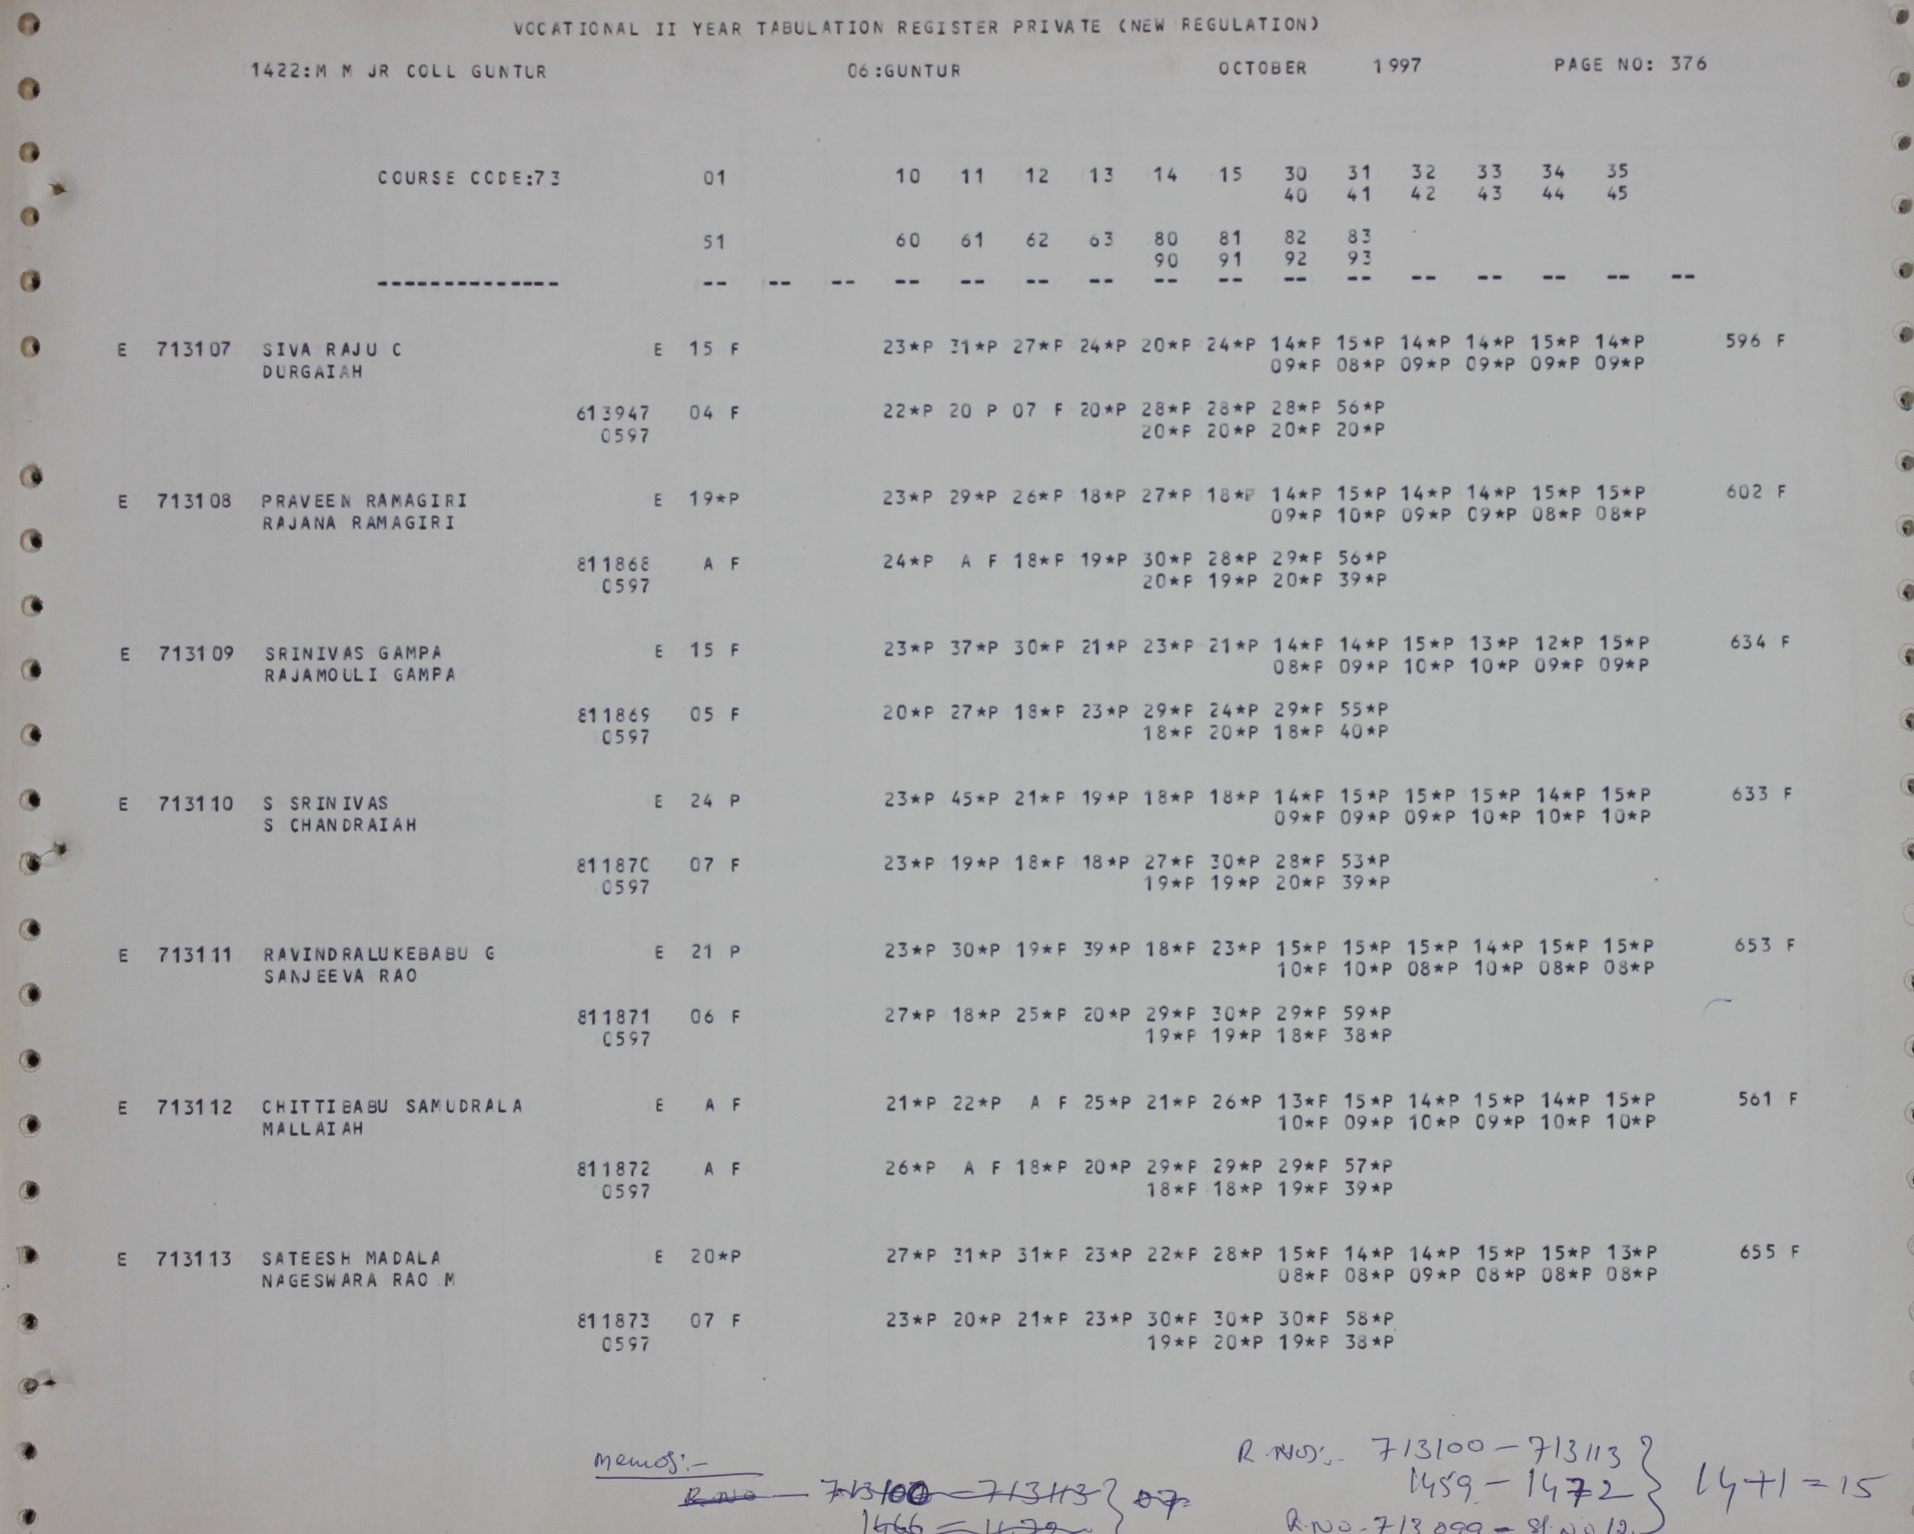 VOCATIONAL II YEAR TABULATION REGISTER PRIVATE (NEW REGULATION)
1422:M M JR COLL GUNTUR 06:GUNTUR OCTOBER 1997 PAGE NO: 376
COURSE CODE:73 01 10 11 12 13 14 15 30 31 32 33 34 35
40 41 42 43 44 45
51 60 61 62 63 80 81 82 83
90 91 92 93
-------------- -- -- -- -- -- -- -- -- -- -- -- -- -- -- -- --
E 713107 SIVA RAJU C E 15 F 23*P 31*P 27*P 24*P 20*P 24*P 14*P 15*P 14*P 14*P 15*P 14*P 596 F
DURGAIAH 09*P 08*P 09*P 09*P 09*P 09*P
613947 04 F 22*P 20 P 07 F 20*P 28*P 28*P 28*P 56*P
0597 20*P 20*P 20*P 20*P
E 713108 PRAVEEN RAMAGIRI E 19*P 23*P 29*P 26*P 18*P 27*P 18*P 14*P 15*P 14*P 14*P 15*P 15*P 602 F
RAJANA RAMAGIRI 09*P 10*P 09*P 09*P 08*P 08*P
811868 A F 24*P A F 18*P 19*P 30*P 28*P 29*P 56*P
0597 20*P 19*P 20*P 39*P
E 713109 SRINIVAS GAMPA E 15 F 23*P 37*P 30*P 21*P 23*P 21*P 14*P 14*P 15*P 13*P 12*P 15*P 634 F
RAJAMOULI GAMPA 08*P 09*P 10*P 10*P 09*P 09*P
811869 05 F 20*P 27*P 18*P 23*P 29*P 24*P 29*P 55*P
0597 18*P 20*P 18*P 40*P
E 713110 S SRINIVAS E 24 P 23*P 45*P 21*P 19*P 18*P 18*P 14*P 15*P 15*P 15*P 14*P 15*P 633 F
S CHANDRAIAH 09*P 09*P 09*P 10*P 10*P 10*P
811870 07 F 23*P 19*P 18*P 18*P 27*P 30*P 28*P 53*P
0597 19*P 19*P 20*P 39*P
E 713111 RAVINDRALUKEBABU G E 21 P 23*P 30*P 19*P 39*P 18*P 23*P 15*P 15*P 15*P 14*P 15*P 15*P 653 F
SANJEEVA RAO 10*P 10*P 08*P 10*P 08*P 08*P
811871 06 F 27*P 18*P 25*P 20*P 29*P 30*P 29*P 59*P
0597 19*P 19*P 18*P 38*P
E 713112 CHITTIBABU SAMUDRALA E A F 21*P 22*P A F 25*P 21*P 26*P 13*P 15*P 14*P 15*P 14*P 15*P 561 F
MALLAIAH 10*P 09*P 10*P 09*P 10*P 10*P
811872 A F 26*P A F 18*P 20*P 29*P 29*P 29*P 57*P
0597 18*P 18*P 19*P 39*P
E 713113 SATEESH MADALA E 20*P 27*P 31*P 31*P 23*P 22*P 28*P 15*P 14*P 14*P 15*P 15*P 13*P 655 F
NAGESWARA RAO M 08*P 08*P 09*P 08*P 08*P 08*P
811873 07 F 23*P 20*P 21*P 23*P 30*P 30*P 30*P 58*P
0597 19*P 20*P 19*P 38*P
Memos:- R.NOs:- 713100 - 713113
R.NO - 713100 - 713113 } 07 1459 - 1472 } 14+1=15
R.NO-713099 -